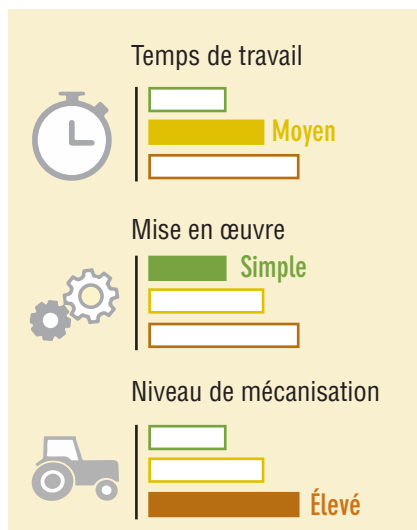 Temps de travail
Moyen
Mise en œuvre
Simple
Niveau de mécanisation
Élevé